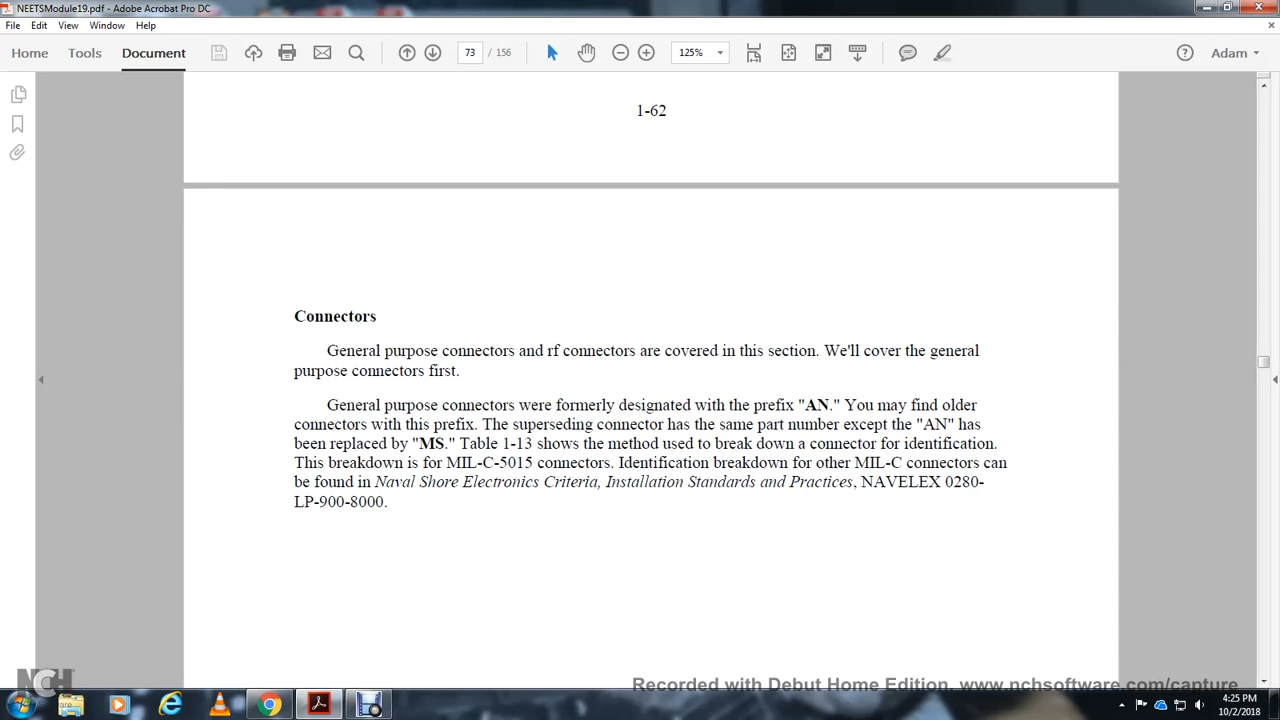 NEETSModule19.pdf - Adobe Acrobat Pro DC
File Edit View Window Help
Home Tools Document 73 / 156 125% Adam
1-62
Connectors
General purpose connectors and rf connectors are covered in this section. We'll cover the general
purpose connectors first.
General purpose connectors were formerly designated with the prefix "AN." You may find older
connectors with this prefix. The superseding connector has the same part number except the "AN" has
been replaced by "MS." Table 1-13 shows the method used to break down a connector for identification.
This breakdown is for MIL-C-5015 connectors. Identification breakdown for other MIL-C connectors can
be found in Naval Shore Electronics Criteria, Installation Standards and Practices, NAVELEX 0280-
LP-900-8000.
NCH
Recorded with Debut Home Edition. www.nchsoftware.com/capture
4:25 PM
10/2/2018